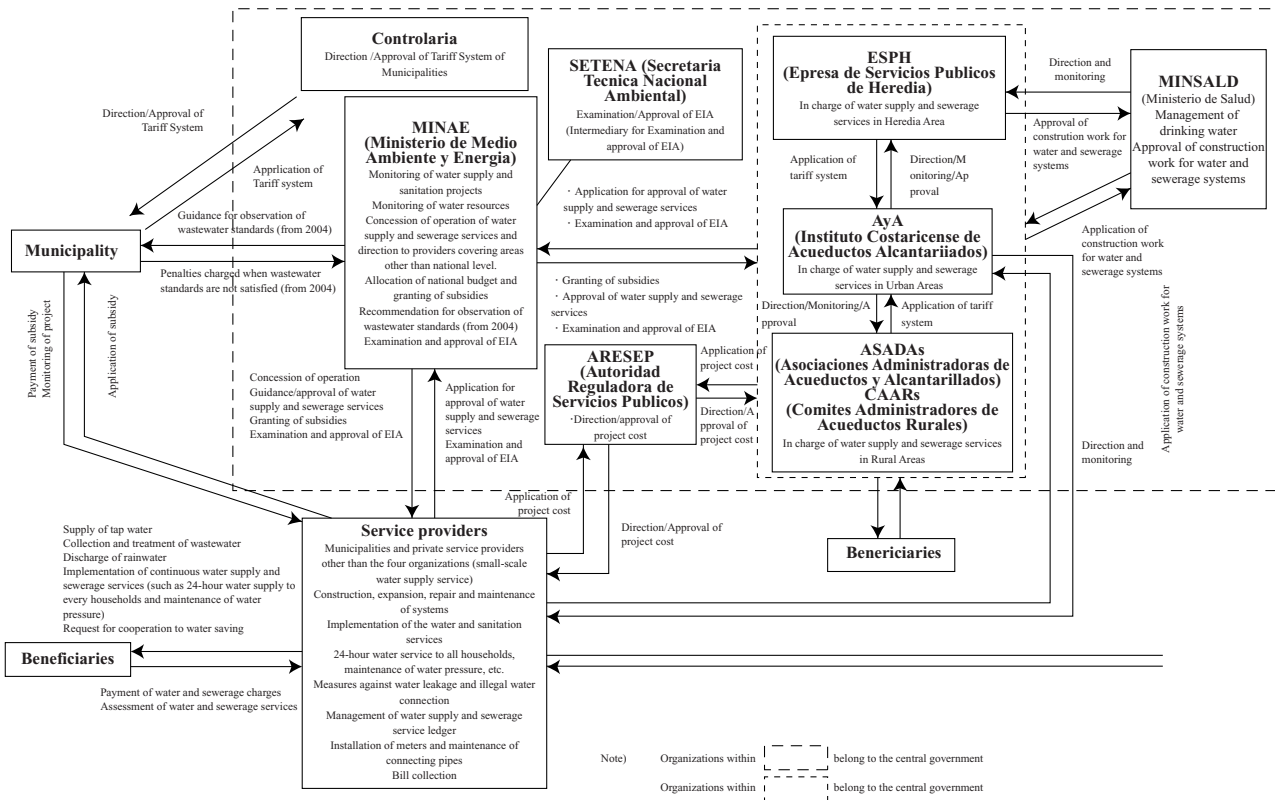 Controlaria
Direction /Approval of Tariff System of
Municipalities
SETENA (Secretaria
Tecnica Nacional
Ambiental)
Examination/Approval of EIA
(Intermediary for Examination and
approval of EIA)
ESPH
(Epresa de Servicios Publicos
de Heredia)
In charge of water supply and sewerage
services in Heredia Area
Direction and
monitoring
MINSALD
(Ministerio de Salud)
Management of
drinking water
Approval of construction
work for water and
sewerage systems
Approval of
constrution work for
water and sewerage
systems
Direction/Approval of
Tariff System
Apprlication of
Tariff system
MINAE
(Ministerio de Medio
Ambiente y Energia)
Monitoring of water supply and
sanitation projects
Monitoring of water resources
Concession of operation of water
supply and sewerage services and
direction to providers covering areas
other than national level.
Allocation of national budget and
granting of subsidies
Recommendation for observation of
wastewater standards (from 2004)
Examination and approval of EIA
Application of
tariff system
Direction/M
onitoring/Ap
proval
・Application for approval of water
supply and sewerage services
・Examination and approval of EIA
Guidance for observation of
wastewater standards (from 2004)
Municipality
Penalties charged when wastewater
standards are not satisfied (from 2004)
AyA
(Instituto Costaricense de
Acueductos Alcantariiados)
In charge of water supply and sewerage
services in Urban Areas
Application of
construction work
for water and
sewerage systems
・Granting of subsidies
・Approval of water supply and sewerage
services
・Examination and approval of EIA
Direction/Monitoring/A
pproval
Application of tariff
system
Payment of subsidy
Monitoring of project
Application of subsidy
Application of construction work for
water and sewerage systems
ARESEP
(Autoridad
Reguladora de
Servicios Publicos)
・Direction/approval of
project cost
Application of
project cost
Direction/A
pproval of
project cost
ASADAs
(Asociaciones Administradoras de
Acueductos y Alcantarillados)
CAARs
(Comites Administradores de
Acueductos Rurales)
In charge of water supply and sewerage services
in Rural Areas
Direction and
monitoring
Concession of operation
Guidance/approval of water
supply and sewerage services
Granting of subsidies
Examination and approval of EIA
Application for
approval of water
supply and sewerage
services
Examination and
approval of EIA
Application of
project cost
Direction/Approval of
project cost
Benericiaries
Supply of tap water
Collection and treatment of wastewater
Discharge of rainwater
Implementation of continuous water supply and
sewerage services (such as 24-hour water supply to
every households and maintenance of water
pressure)
Request for cooperation to water saving
Beneficiaries
Payment of water and sewerage charges
Assessment of water and sewerage services
Service providers
Municipalities and private service providers
other than the four organizations (small-scale
water supply service)
Construction, expansion, repair and maintenance
of systems
Implementation of the water and sanitation
services
24-hour water service to all households,
maintenance of water pressure, etc.
Measures against water leakage and illegal water
connection
Management of water supply and sewerage
service ledger
Installation of meters and maintenance of
connecting pipes
Bill collection
Note) Organizations within belong to the central government
Organizations within belong to the central government